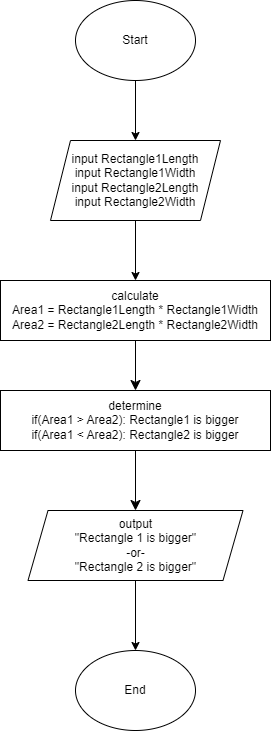 Start
input Rectangle1Length
input Rectangle1Width
input Rectangle2Length
input Rectangle2Width
calculate
Area1 = Rectangle1Length * Rectangle1Width
Area2 = Rectangle2Length * Rectangle2Width
determine
if(Area1 > Area2): Rectangle1 is bigger
if(Area1 < Area2): Rectangle2 is bigger
output
"Rectangle 1 is bigger"
-or-
"Rectangle 2 is bigger"
End